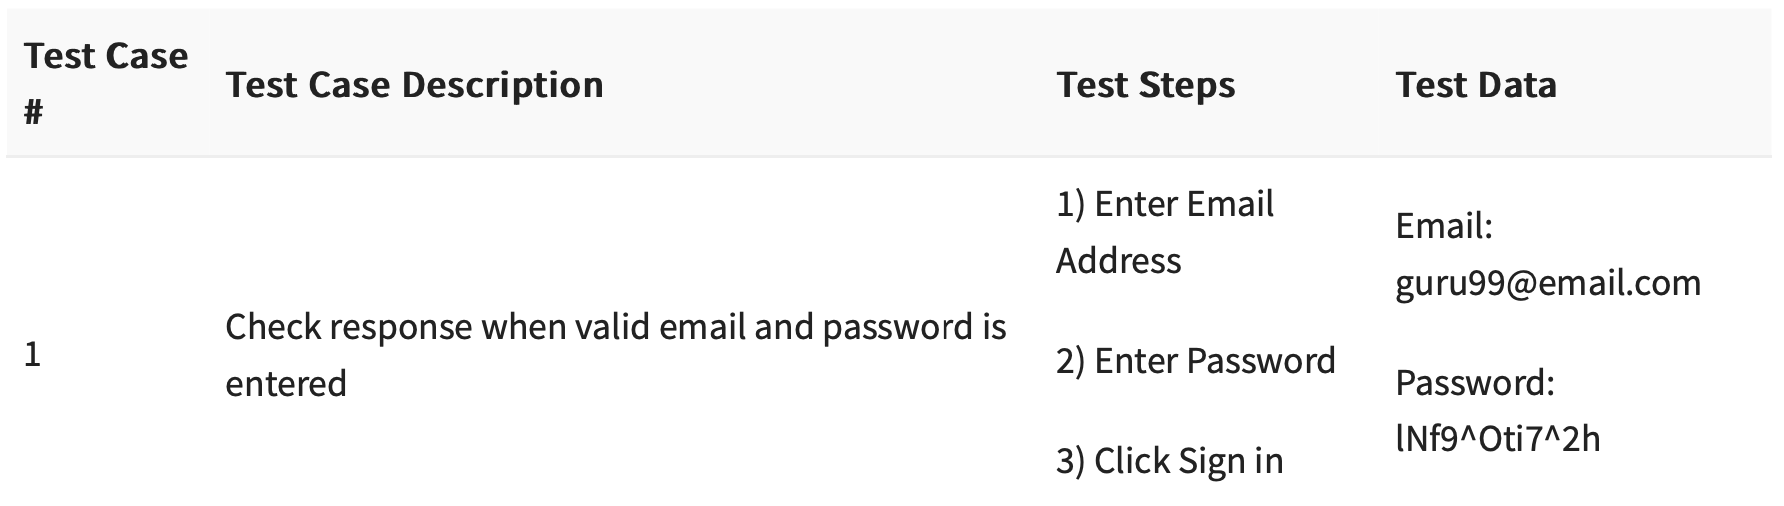 Test Case
#
Test Case Description
Test Steps
Test Data
1
Check response when valid email and password is
entered
1) Enter Email
Address
2) Enter Password
3) Click Sign in
Email:
guru99@email.com
Password:
lNf9^Oti7^2h